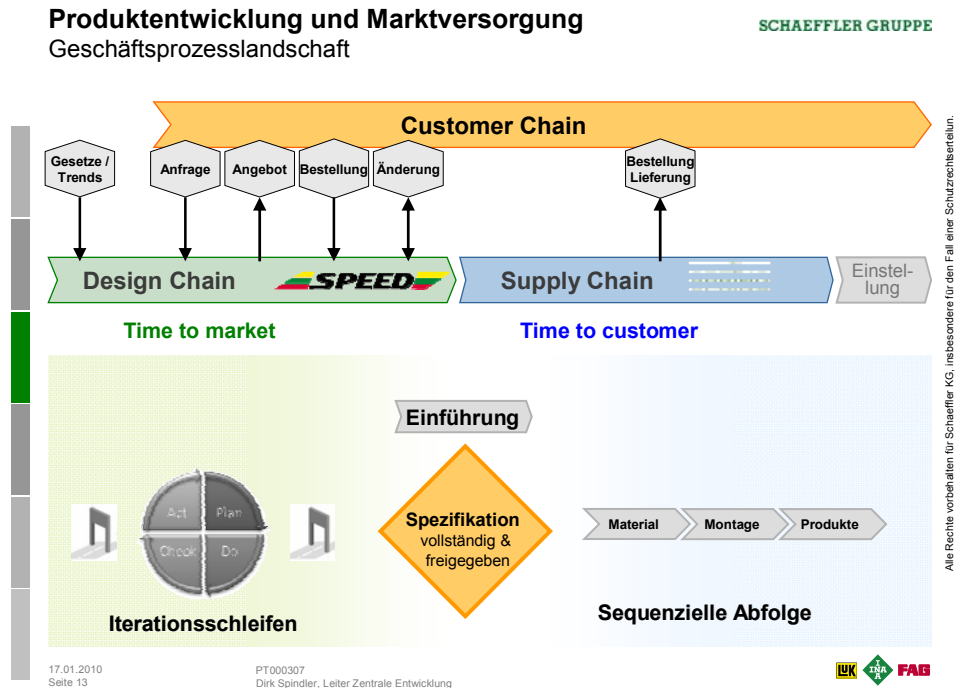 Produktentwicklung und Marktversorgung
Geschäftsprozesslandschaft
SCHAEFFLER GRUPPE
Customer Chain
Gesetze /
Trends
Anfrage
Angebot
Bestellung
Änderung
Bestellung
Lieferung
Design Chain
SPEED
Supply Chain
Einstel-
lung
Time to market
Time to customer
Einführung
Act
Plan
Check
Do
Spezifikation
vollständig &
freigegeben
Material
Montage
Produkte
Iterationsschleifen
Sequenzielle Abfolge
Alle Rechte vorbehalten für Schaeffler KG, insbesondere für den Fall einer Schutzrechtserteilun.
17.01.2010
Seite 13
PT000307
Dirk Spindler, Leiter Zentrale Entwicklung
LUK
INA
FAG